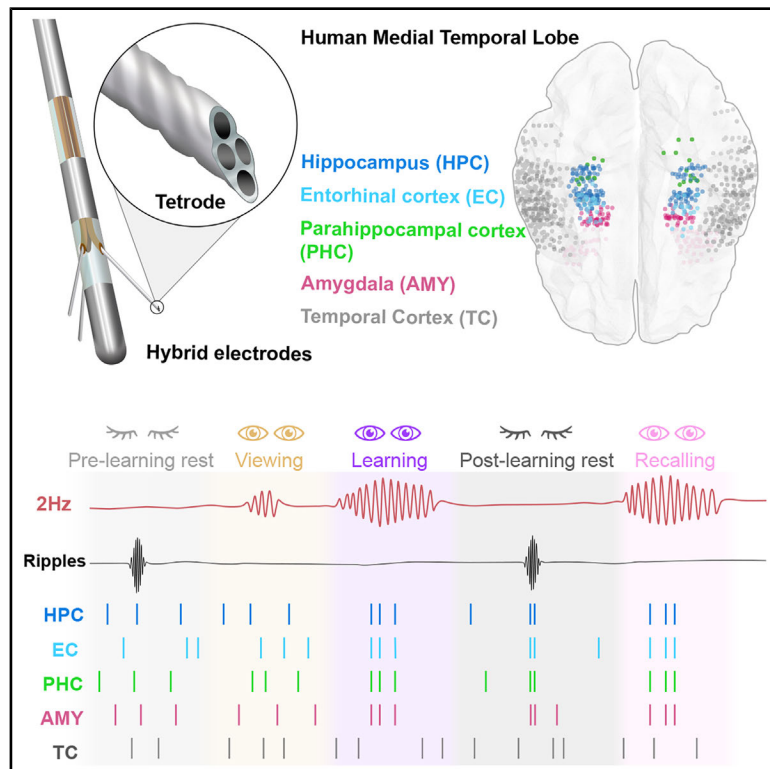 Human Medial Temporal Lobe
Tetrode
Hybrid electrodes
Hippocampus (HPC)
Entorhinal cortex (EC)
Parahippocampal cortex
(PHC)
Amygdala (AMY)
Temporal Cortex (TC)
Pre-learning rest
Viewing
Learning
Post-learning rest
Recalling
2Hz
Ripples
HPC
EC
PHC
AMY
TC